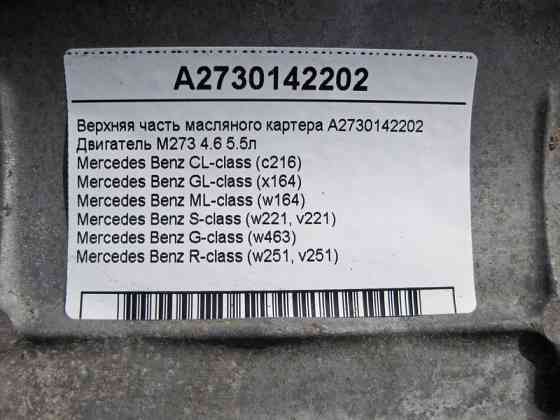 A2730142202
Верхняя часть масляного картера A2730142202
Двигатель M273 4.6 5.5л
Mercedes Benz CL-class (c216)
Mercedes Benz GL-class (x164)
Mercedes Benz ML-class (w164)
Mercedes Benz S-class (w221, v221)
Mercedes Benz G-class (w463)
Mercedes Benz R-class (w251, v251)